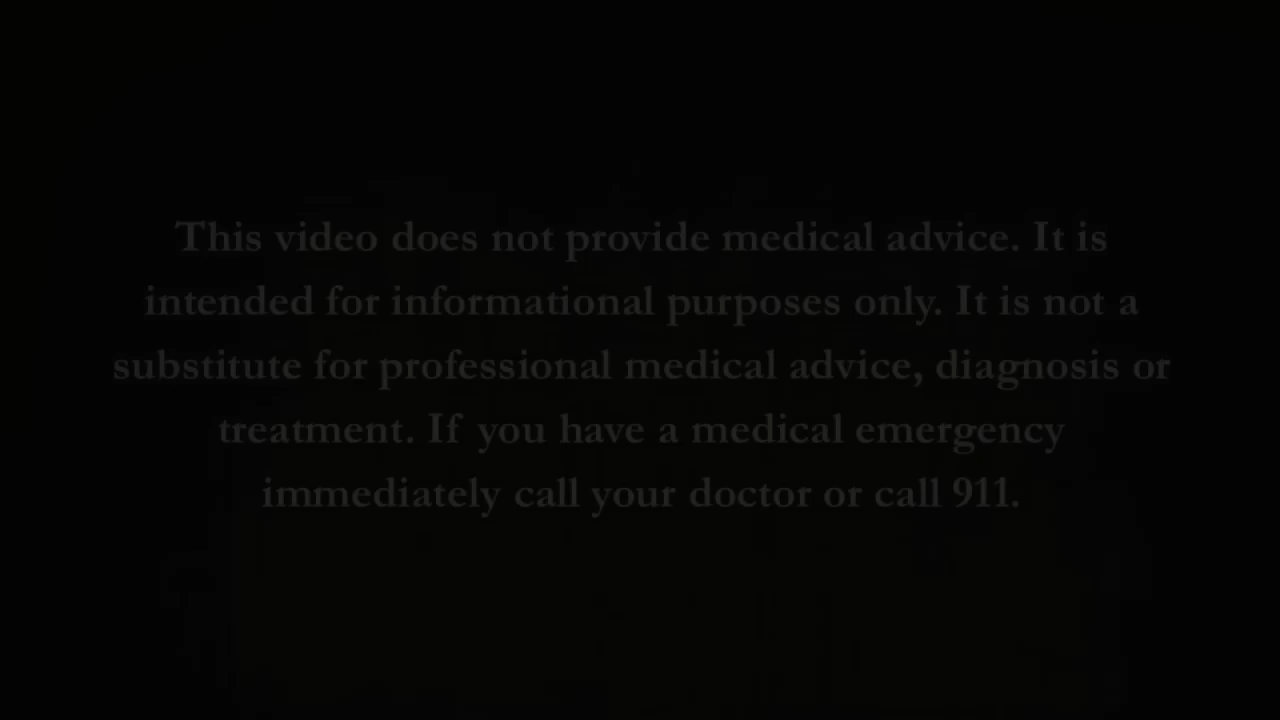 This video does not provide medical advice. It is
intended for informational purposes only. It is not a
substitute for professional medical advice, diagnosis or
treatment. If you have a medical emergency
immediately call your doctor or call 911.